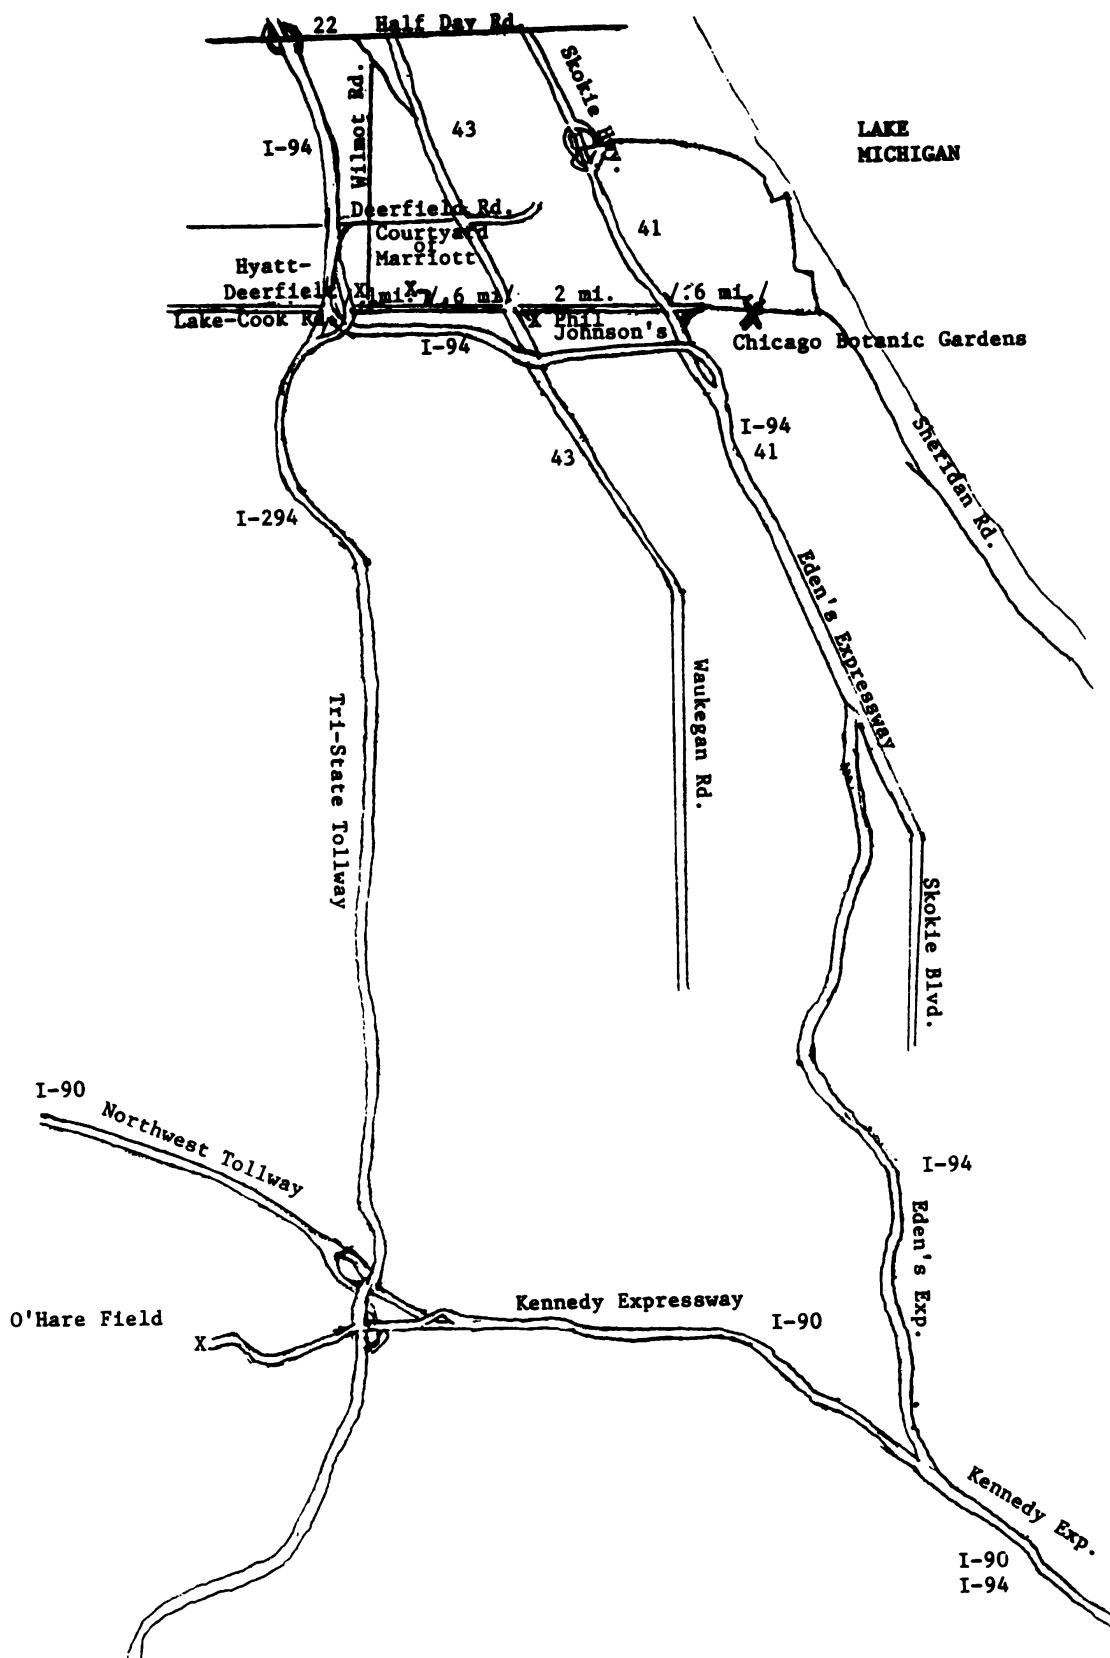 22 Half Day Rd.
Skokie Hwy.
Wilmot Rd.
43
I-94
LAKE
MICHIGAN
Deerfield Rd.
Courtyard
of
Marriott
41
Hyatt-
Deerfield X
X
1mi. / .6 mi/ 2 mi. / .6 mi /
Lake-Cook Rd
X Phil
Johnson's
X
I-94
Chicago Botanic Gardens
I-94
41
43
Sheridan Rd.
I-294
Eden's Expressway
Waukegan Rd.
Tri-State Tollway
Skokie Blvd.
I-90
Northwest Tollway
I-94
Eden's Exp.
O'Hare Field
X
Kennedy Expressway
I-90
Kennedy Exp.
I-90
I-94